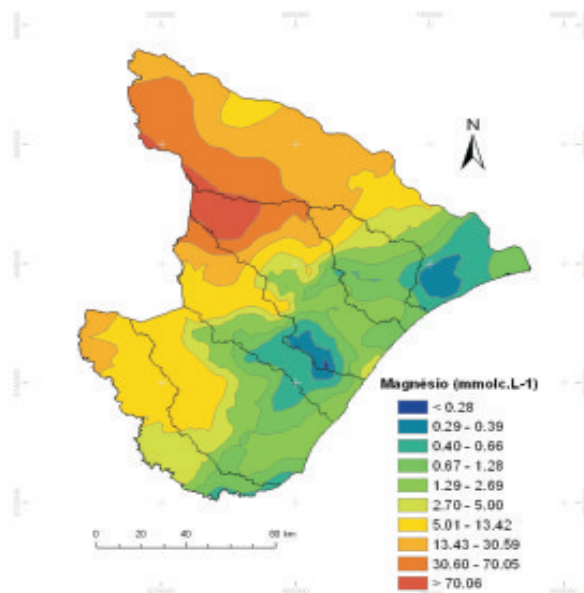 N
Magnésio (mmolc.L-1)
< 0.28
0.29 - 0.39
0.40 - 0.66
0.67 - 1.28
1.29 - 2.69
2.70 - 5.00
5.01 - 13.42
13.43 - 30.59
30.60 - 70.05
> 70.06
0 20 40 80 km